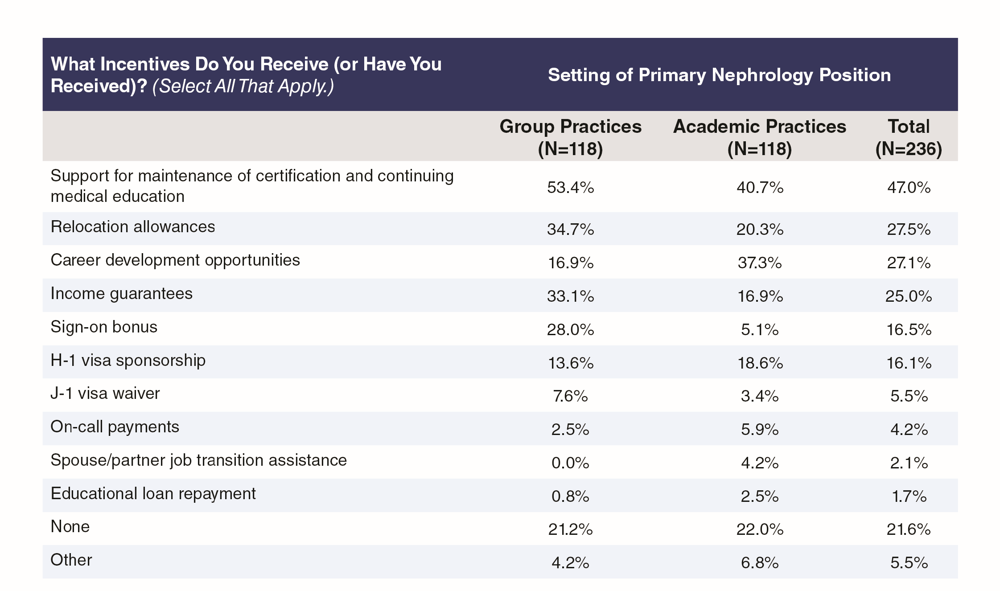 What Incentives Do You Receive (or Have You
Received)? (Select All That Apply.)
Setting of Primary Nephrology Position
Group Practices Academic Practices Total
(N=118) (N=118) (N=236)
Support for maintenance of certification and continuing
medical education
53.4% 40.7% 47.0%
Relocation allowances 34.7% 20.3% 27.5%
Career development opportunities 16.9% 37.3% 27.1%
Income guarantees 33.1% 16.9% 25.0%
Sign-on bonus 28.0% 5.1% 16.5%
H-1 visa sponsorship 13.6% 18.6% 16.1%
J-1 visa waiver 7.6% 3.4% 5.5%
On-call payments 2.5% 5.9% 4.2%
Spouse/partner job transition assistance 0.0% 4.2% 2.1%
Educational loan repayment 0.8% 2.5% 1.7%
None 21.2% 22.0% 21.6%
Other 4.2% 6.8% 5.5%